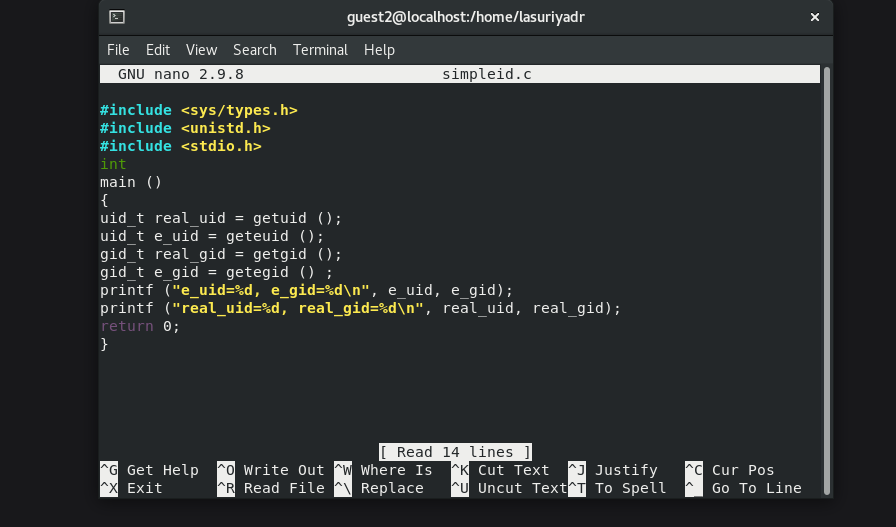 guest2@localhost:/home/lasuriyadr
File Edit View Search Terminal Help
GNU nano 2.9.8 simpleid.c
#include <sys/types.h>
#include <unistd.h>
#include <stdio.h>
int
main ()
{
uid_t real_uid = getuid ();
uid_t e_uid = geteuid ();
gid_t real_gid = getgid ();
gid_t e_gid = getegid () ;
printf ("e_uid=%d, e_gid=%d\n", e_uid, e_gid);
printf ("real_uid=%d, real_gid=%d\n", real_uid, real_gid);
return 0;
}
[ Read 14 lines ]
^G Get Help ^O Write Out ^W Where Is ^K Cut Text ^J Justify ^C Cur Pos
^X Exit ^R Read File ^\ Replace ^U Uncut Text^T To Spell ^_ Go To Line